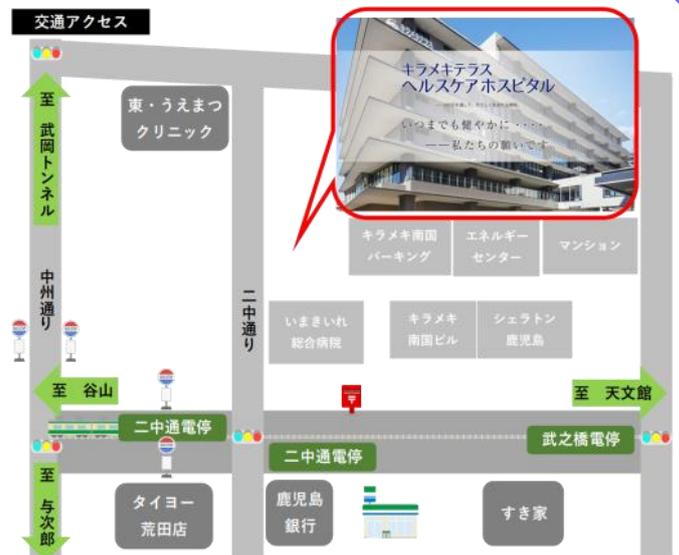 交通アクセス
至 武岡トンネル
東・うえまつ
クリニック
キラメキテラス
ヘルスケアホスピタル
いつまでも健やかに・・・・
――私たちの願いです
キラメキ南国
パーキング
エネルギー
センター
マンション
中州通り
二中通り
いまきいれ
総合病院
キラメキ
南国ビル
シェラトン
鹿児島
至 谷山
至 天文館
二中通電停
武之橋電停
二中通電停
至 与次郎
タイヨー
荒田店
鹿児島
銀行
すき家